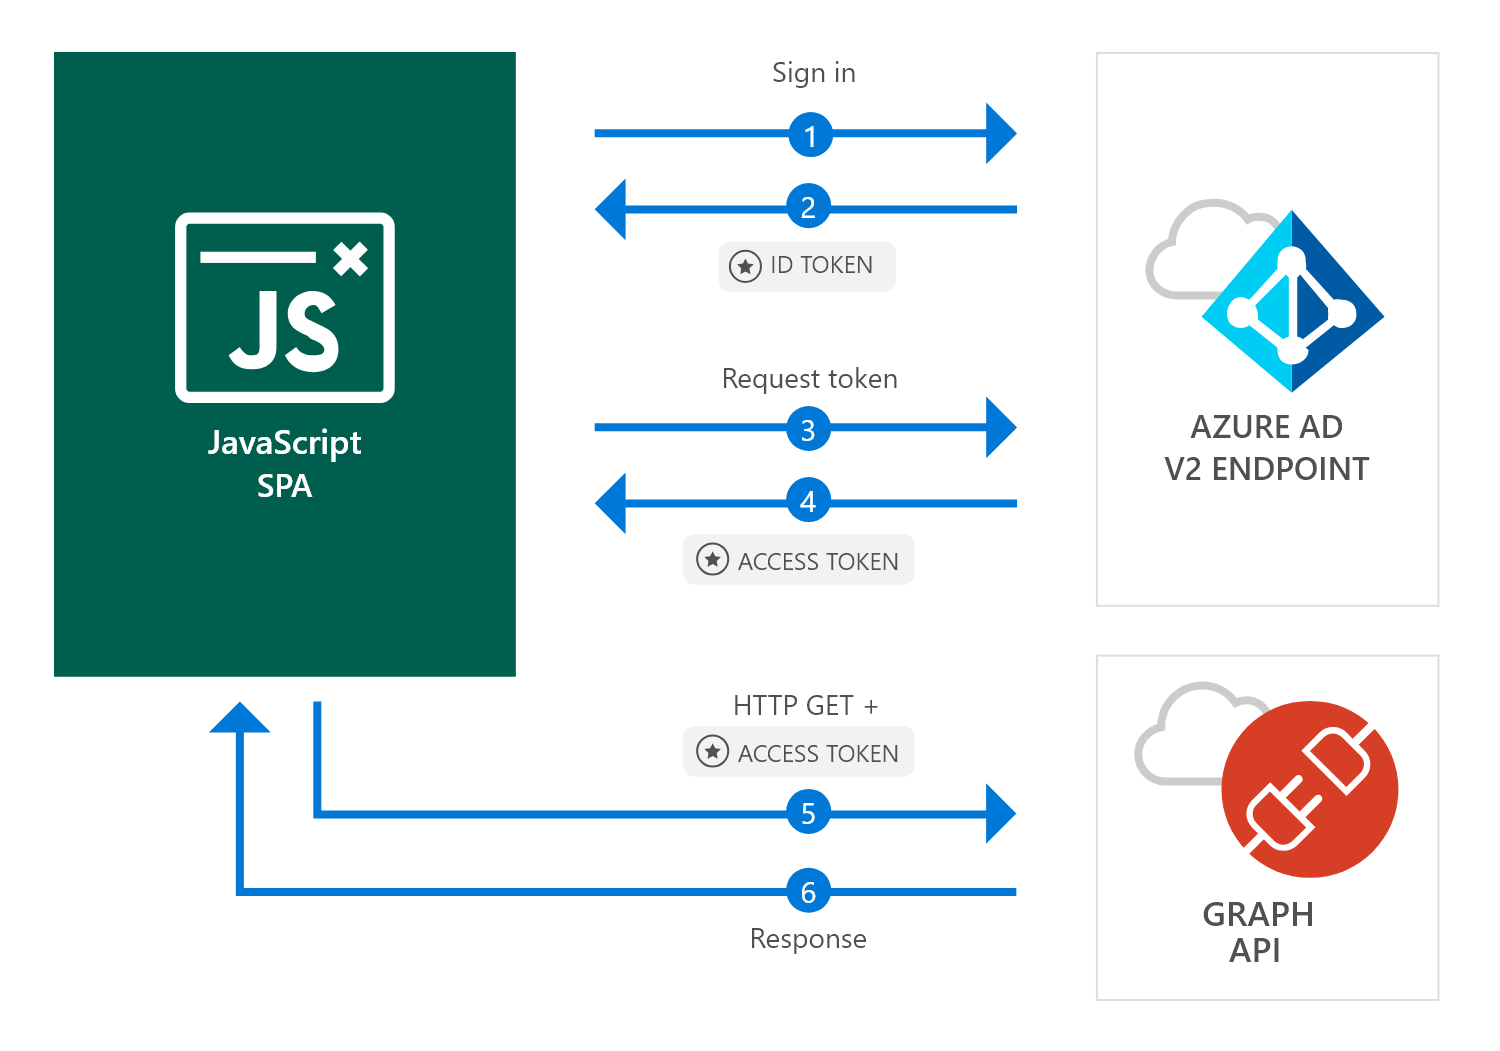 Sign in
1
2
ID TOKEN
JS
JavaScript
SPA
Request token
3
4
ACCESS TOKEN
AZURE AD
V2 ENDPOINT
HTTP GET +
ACCESS TOKEN
5
6
Response
GRAPH
API